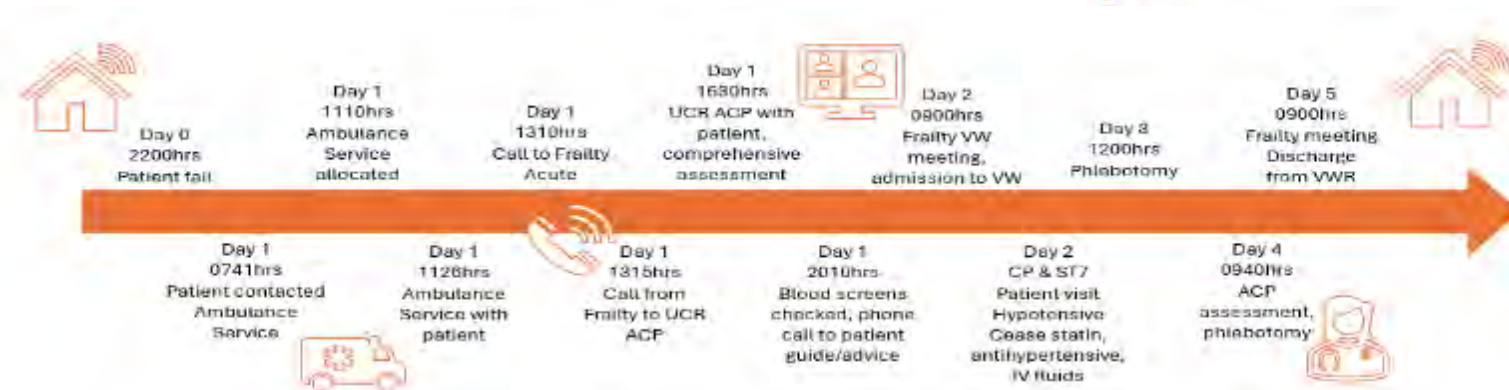 Day 0
2200hrs
Patient fall
Day 1
0741hrs
Patient contacted
Ambulance
Service
Day 1
1110hrs
Ambulance
Service
allocated
Day 1
1126hrs
Ambulance
Service with
patient
Day 1
1310hrs
Call to Frailty
Acute
Day 1
1315hrs
Call from
Frailty to UCR
ACP
Day 1
1630hrs
UCR ACP with
patient,
comprehensive
assessment
Day 1
2010hrs
Blood screens
checked, phone
call to patient
guide/advice
Day 2
0900hrs
Frailty VW
meeting,
admission to VW
Day 2
CP & ST7
Patient visit
Hypotensive
Cease statin,
antihypertensive,
IV fluids
Day 3
1200hrs
Phlebotomy
Day 4
0940hrs
ACP
assessment,
phlebotomy
Day 5
0900hrs
Frailty meeting
Discharge
from VWR